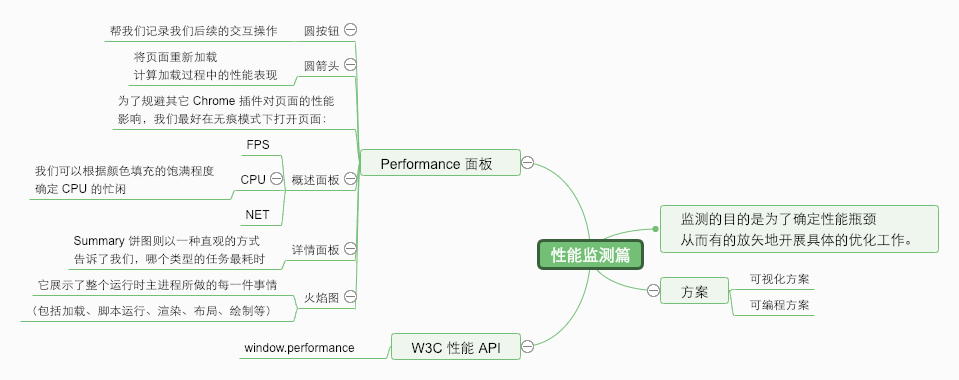 性能监测篇
监测的目的是为了确定性能瓶颈
从而有的放矢地开展具体的优化工作。
方案
可视化方案
可编程方案
Performance 面板
圆按钮
帮我们记录我们后续的交互操作
圆箭头
将页面重新加载
计算加载过程中的性能表现
为了规避其它 Chrome 插件对页面的性能
影响，我们最好在无痕模式下打开页面：
概述面板
FPS
CPU
我们可以根据颜色填充的饱满程度
确定 CPU 的忙闲
NET
详情面板
Summary 饼图则以一种直观的方式
告诉了我们，哪个类型的任务最耗时
火焰图
它展示了整个运行时主进程所做的每一件事情
（包括加载、脚本运行、渲染、布局、绘制等）
W3C 性能 API
window.performance